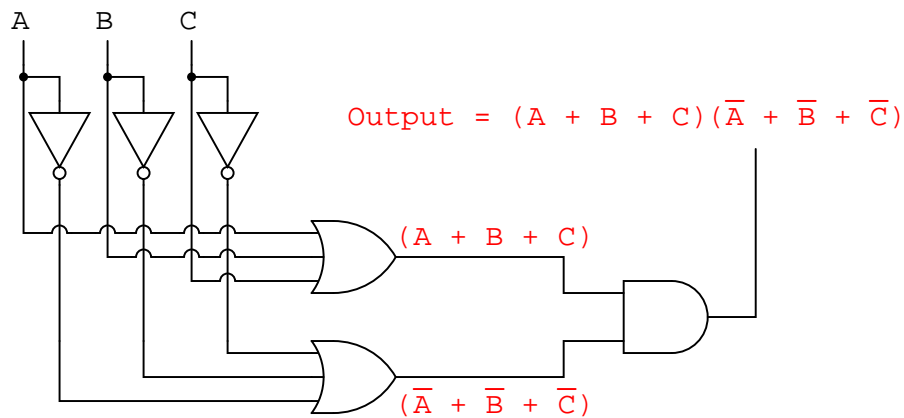 A B C
Output = (A + B + C)(A̅ + B̅ + C̅)
(A + B + C)
(A̅ + B̅ + C̅)